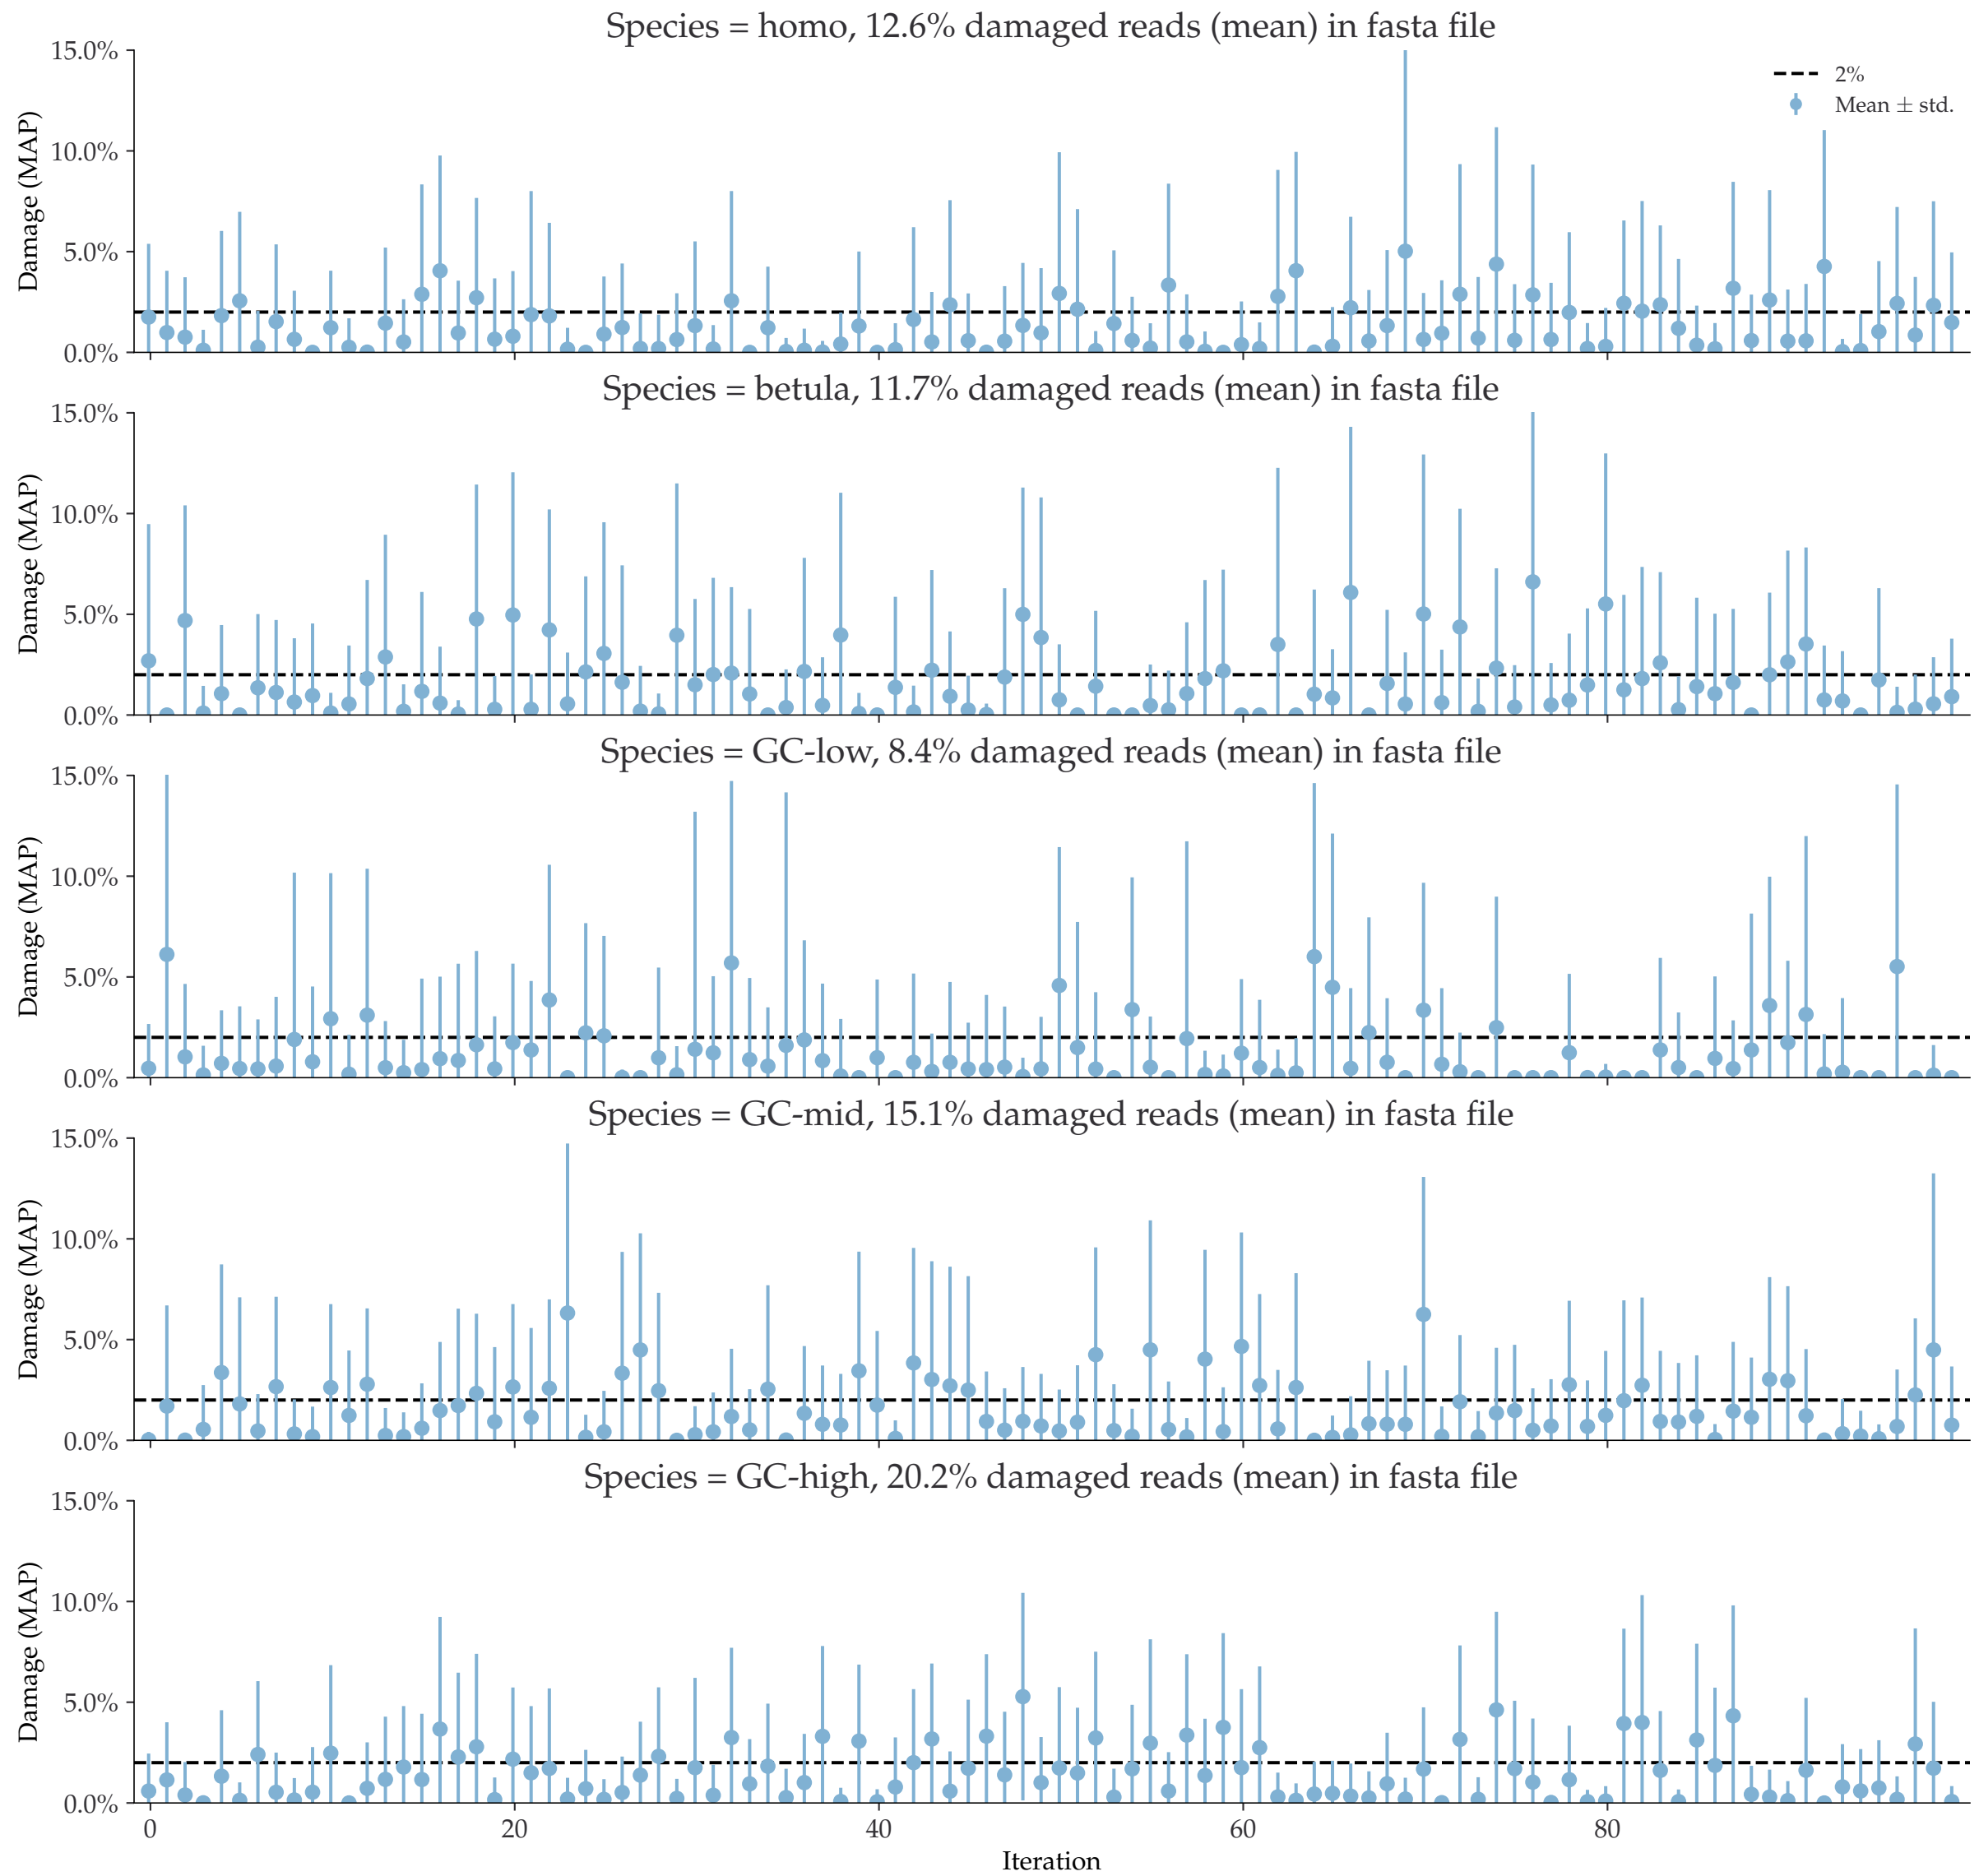 Species = homo, 12.6% damaged reads (mean) in fasta file
15.0%
10.0%
5.0%
0.0%
Damage (MAP)
2%
Mean ± std.
Species = betula, 11.7% damaged reads (mean) in fasta file
15.0%
10.0%
5.0%
0.0%
Damage (MAP)
Species = GC-low, 8.4% damaged reads (mean) in fasta file
15.0%
10.0%
5.0%
0.0%
Damage (MAP)
Species = GC-mid, 15.1% damaged reads (mean) in fasta file
15.0%
10.0%
5.0%
0.0%
Damage (MAP)
Species = GC-high, 20.2% damaged reads (mean) in fasta file
15.0%
10.0%
5.0%
0.0%
Damage (MAP)
0 20 40 60 80
Iteration